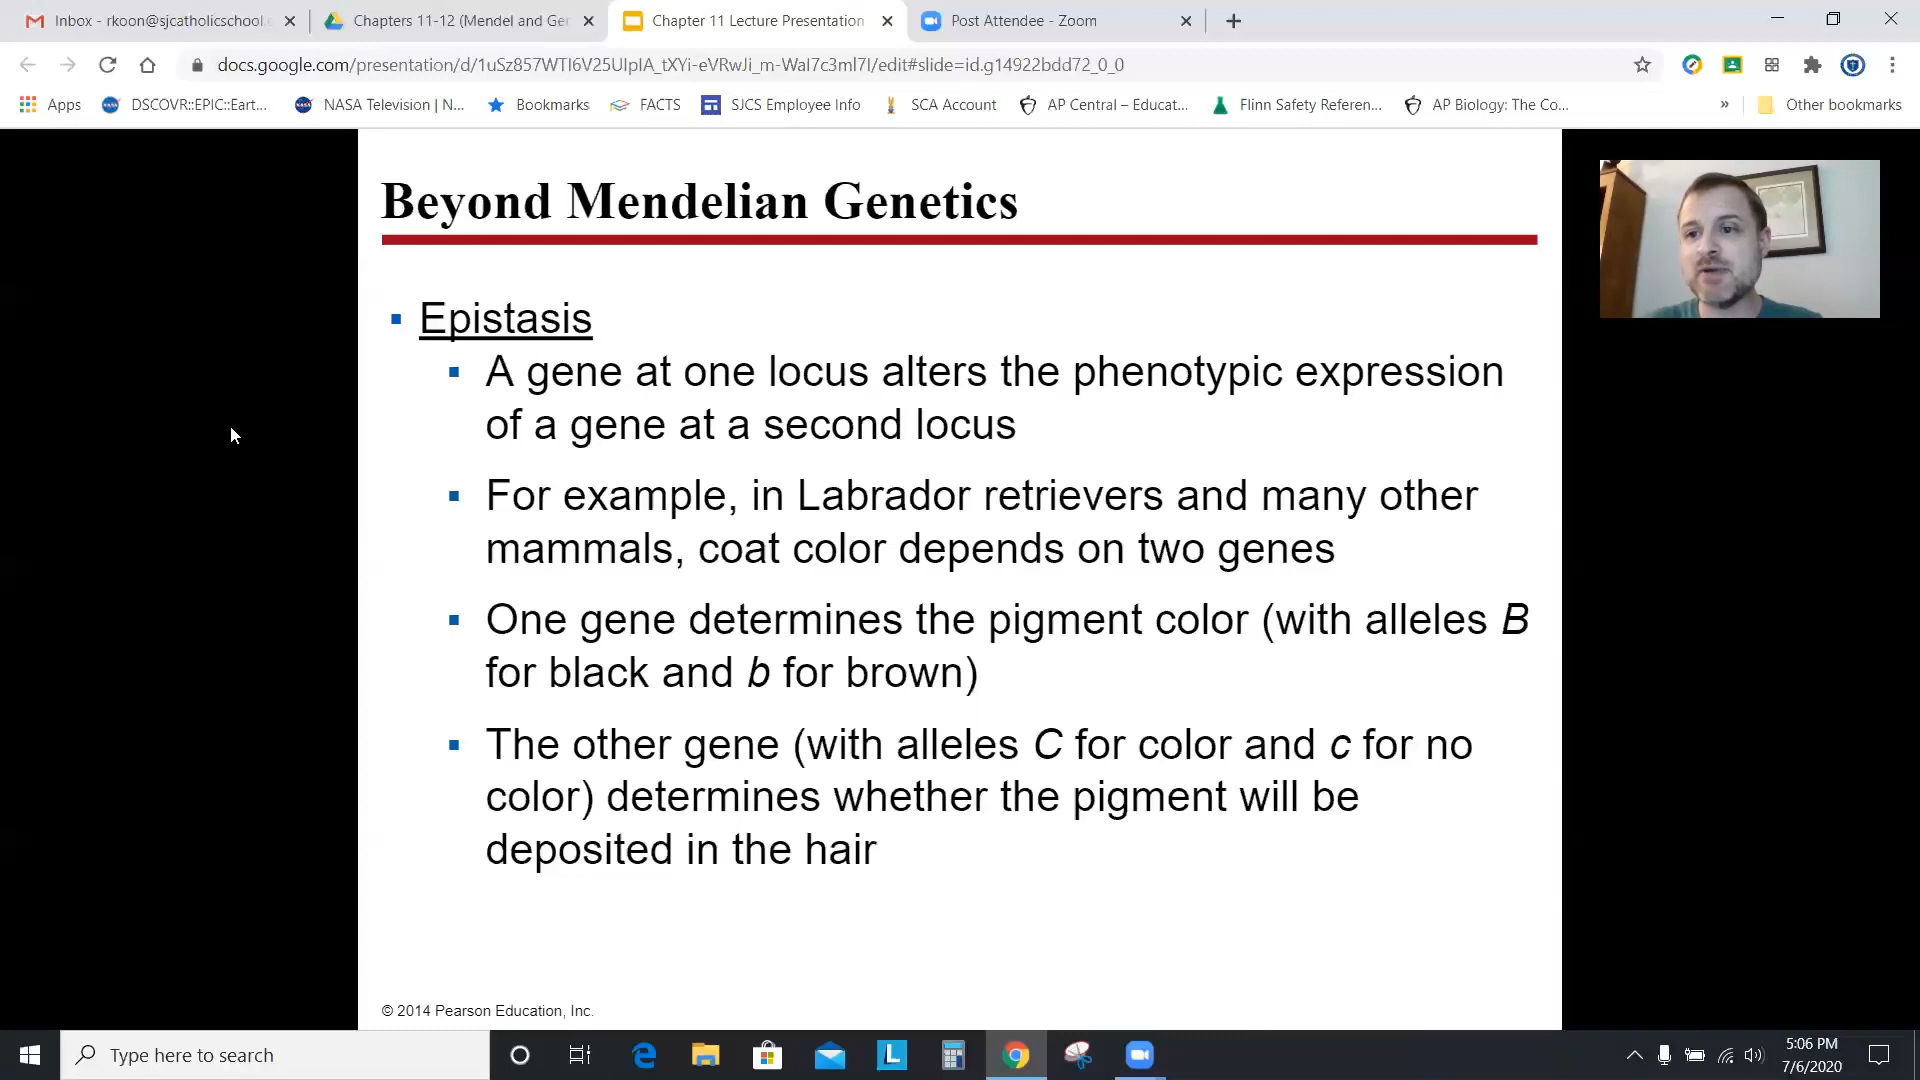 Inbox - rkoon@sjcatholicschool.
Chapters 11-12 (Mendel and Ge
Chapter 11 Lecture Presentation
Post Attendee - Zoom
docs.google.com/presentation/d/1uSz857WTI6V25UIpIA_tXYi-eVRwJi_m-WaI7c3ml7I/edit#slide=id.g14922bdd72_0_0
Apps
DSCOVR::EPIC::Eart...
NASA Television | N...
Bookmarks
FACTS
SJCS Employee Info
SCA Account
AP Central – Educat...
Flinn Safety Referen...
AP Biology: The Co...
»
Other bookmarks
Beyond Mendelian Genetics
Epistasis
A gene at one locus alters the phenotypic expression
of a gene at a second locus
For example, in Labrador retrievers and many other
mammals, coat color depends on two genes
One gene determines the pigment color (with alleles B
for black and b for brown)
The other gene (with alleles C for color and c for no
color) determines whether the pigment will be
deposited in the hair
© 2014 Pearson Education, Inc.
Type here to search
L
5:06 PM
7/6/2020